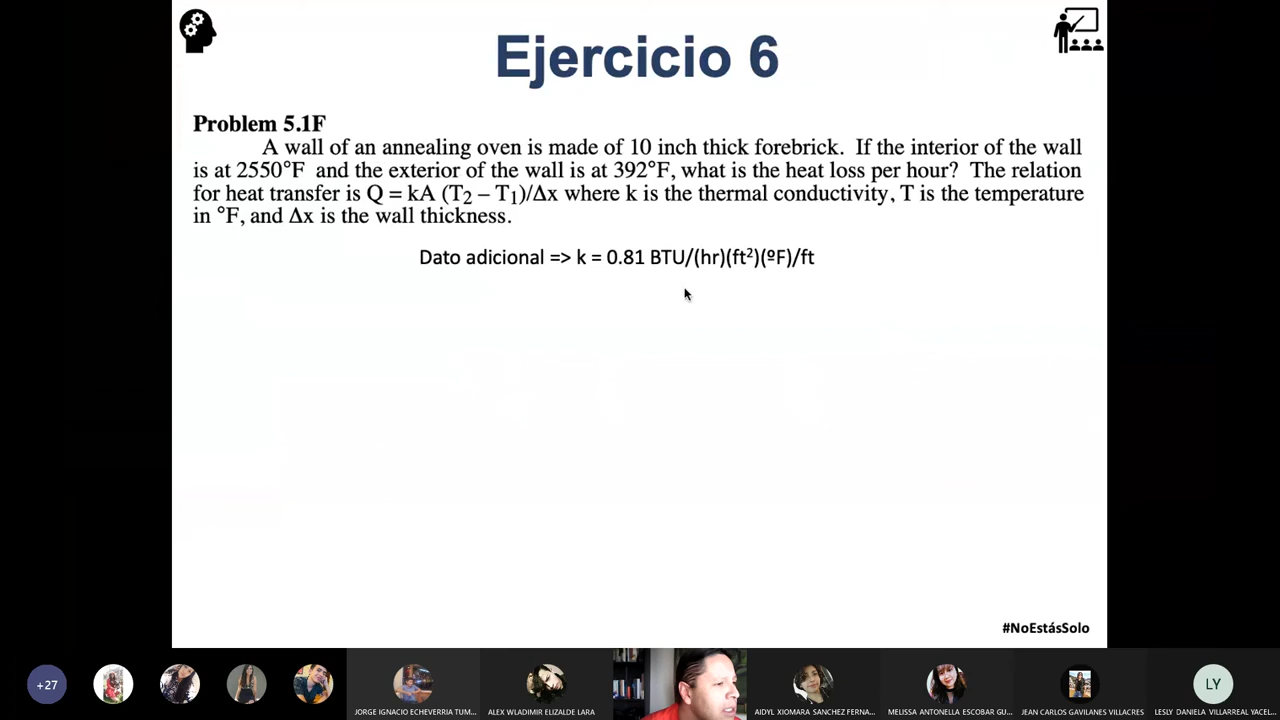 Ejercicio 6
Problem 5.1F
A wall of an annealing oven is made of 10 inch thick forebrick. If the interior of the wall
is at 2550°F and the exterior of the wall is at 392°F, what is the heat loss per hour? The relation
for heat transfer is Q = kA (T₂ – T₁)/Δx where k is the thermal conductivity, T is the temperature
in °F, and Δx is the wall thickness.
Dato adicional => k = 0.81 BTU/(hr)(ft²)(ºF)/ft
#NoEstásSolo
+27
LY
JORGE IGNACIO ECHEVERRIA TUM...
ALEX WLADIMIR ELIZALDE LARA
AIDYL XIOMARA SANCHEZ FERNA...
MELISSA ANTONELLA ESCOBAR GU...
JEAN CARLOS GAVILANES VILLACRES
LESLY DANIELA VILLARREAL YACEL...